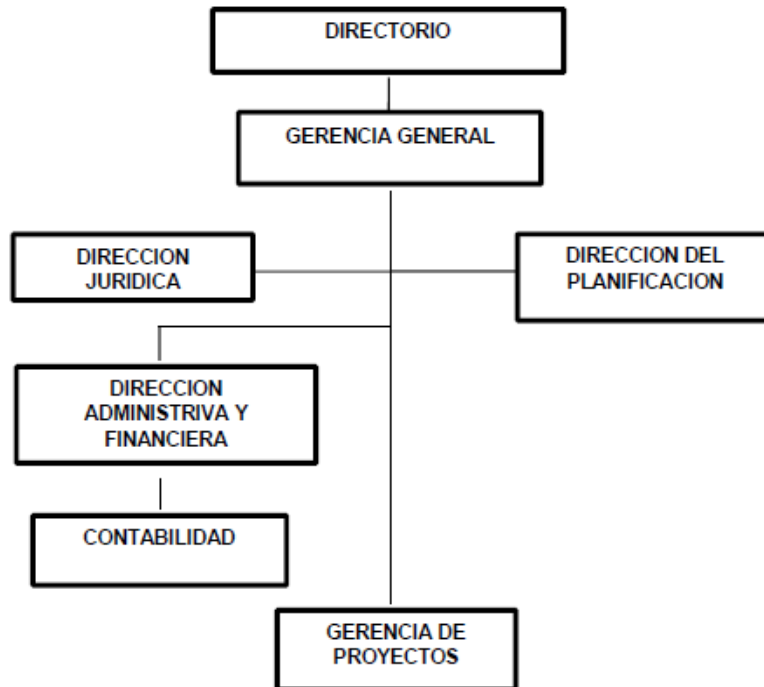 DIRECTORIO
GERENCIA GENERAL
DIRECCION
JURIDICA
DIRECCION DEL
PLANIFICACION
DIRECCION
ADMINISTRIVA Y
FINANCIERA
CONTABILIDAD
GERENCIA DE
PROYECTOS